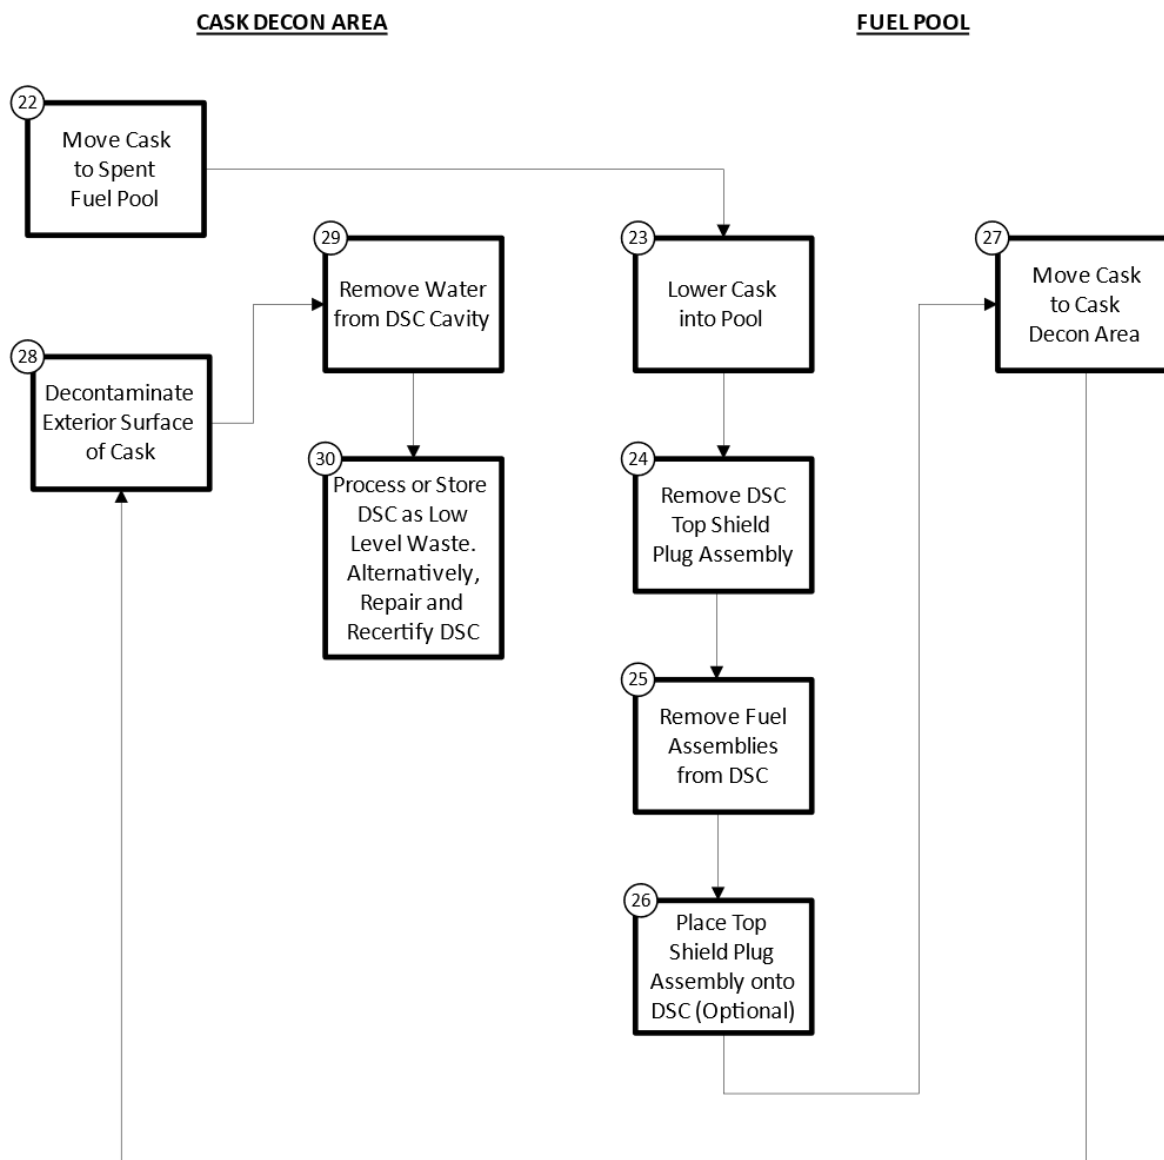 CASK DECON AREA
FUEL POOL
22
Move Cask
to Spent
Fuel Pool
23
Lower Cask
into Pool
24
Remove DSC
Top Shield
Plug Assembly
25
Remove Fuel
Assemblies
from DSC
26
Place Top
Shield Plug
Assembly onto
DSC (Optional)
27
Move Cask
to Cask
Decon Area
28
Decontaminate
Exterior Surface
of Cask
29
Remove Water
from DSC Cavity
30
Process or Store
DSC as Low
Level Waste.
Alternatively,
Repair and
Recertify DSC